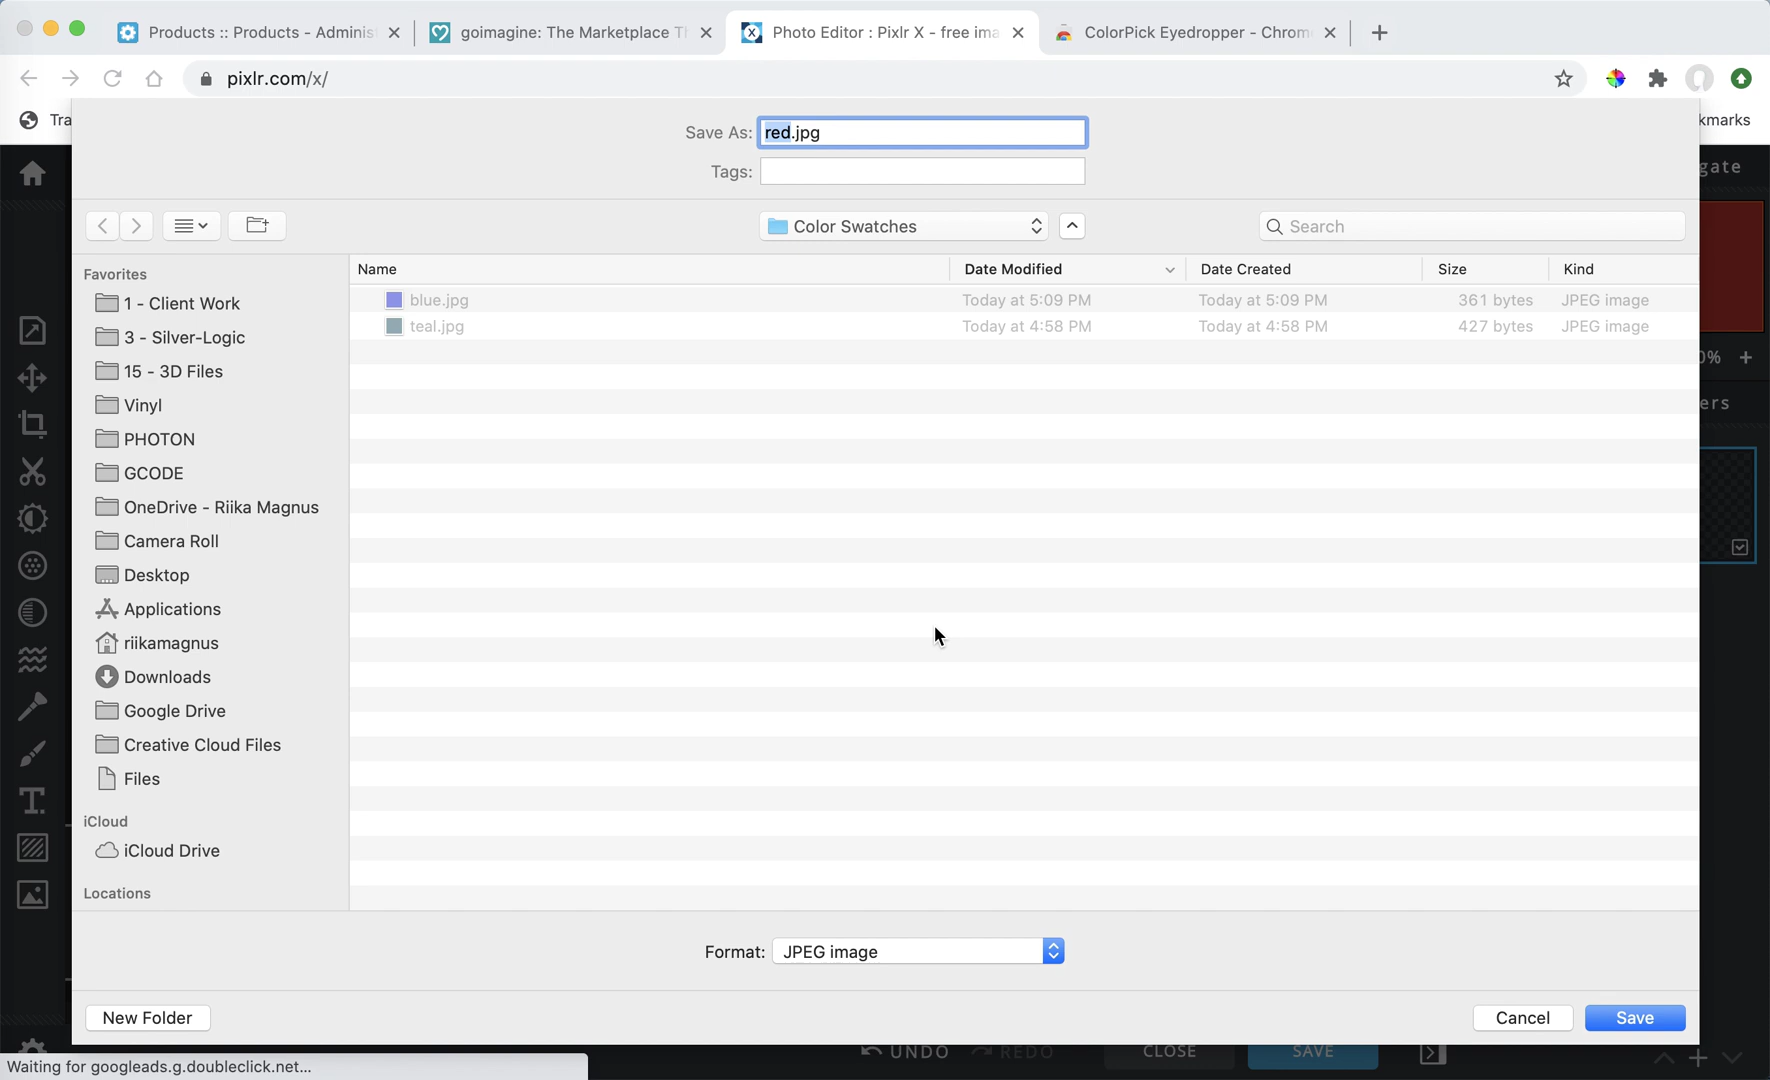 Products :: Products - Adminis
goimagine: The Marketplace T
Photo Editor : Pixlr X - free ima
ColorPick Eyedropper - Chrom
pixlr.com/x/
Tra
kmarks
Save As: red.jpg
Tags:
gate
Color Swatches
Search
Favorites
1 - Client Work
3 - Silver-Logic
15 - 3D Files
Vinyl
PHOTON
GCODE
OneDrive - Riika Magnus
Camera Roll
Desktop
Applications
riikamagnus
Downloads
Google Drive
Creative Cloud Files
Files
iCloud
iCloud Drive
Locations
Name Date Modified Date Created Size Kind
blue.jpg Today at 5:09 PM Today at 5:09 PM 361 bytes JPEG image
teal.jpg Today at 4:58 PM Today at 4:58 PM 427 bytes JPEG image
0% +
ers
Format: JPEG image
New Folder
Cancel
Save
UNDO REDO CLOSE SAVE
Waiting for googleads.g.doubleclick.net...